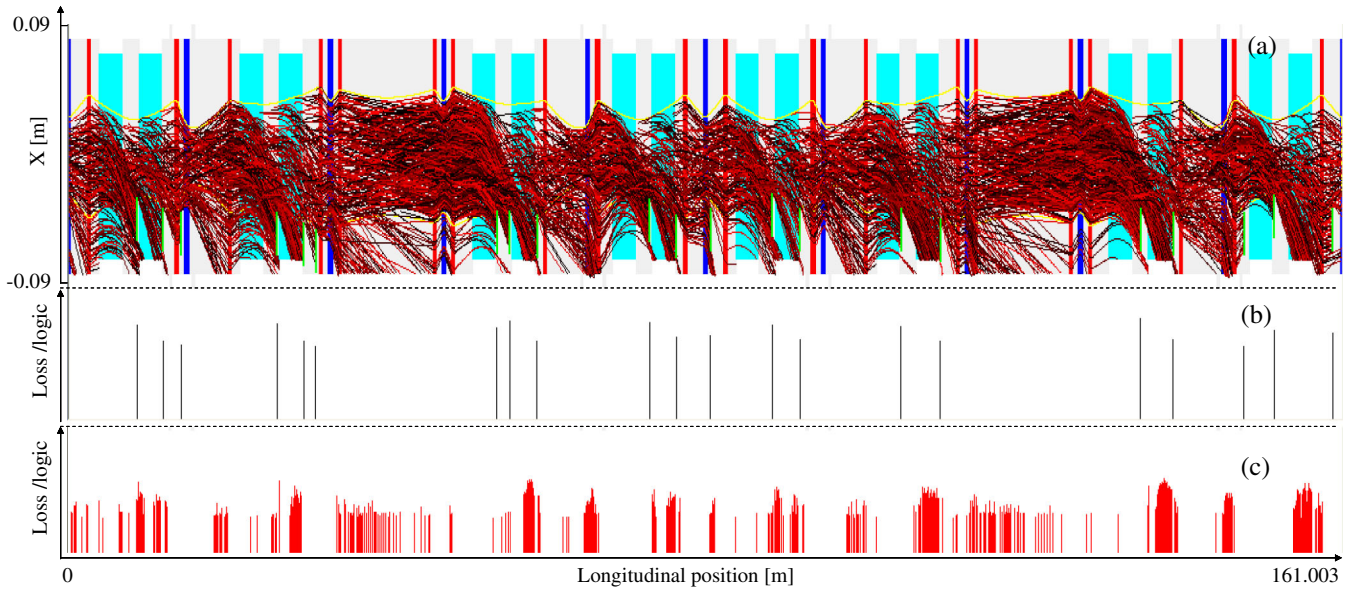 0.09
(a)
X [m]
-0.09
(b)
Loss /logic
(c)
Loss /logic
0
Longitudinal position [m]
161.003